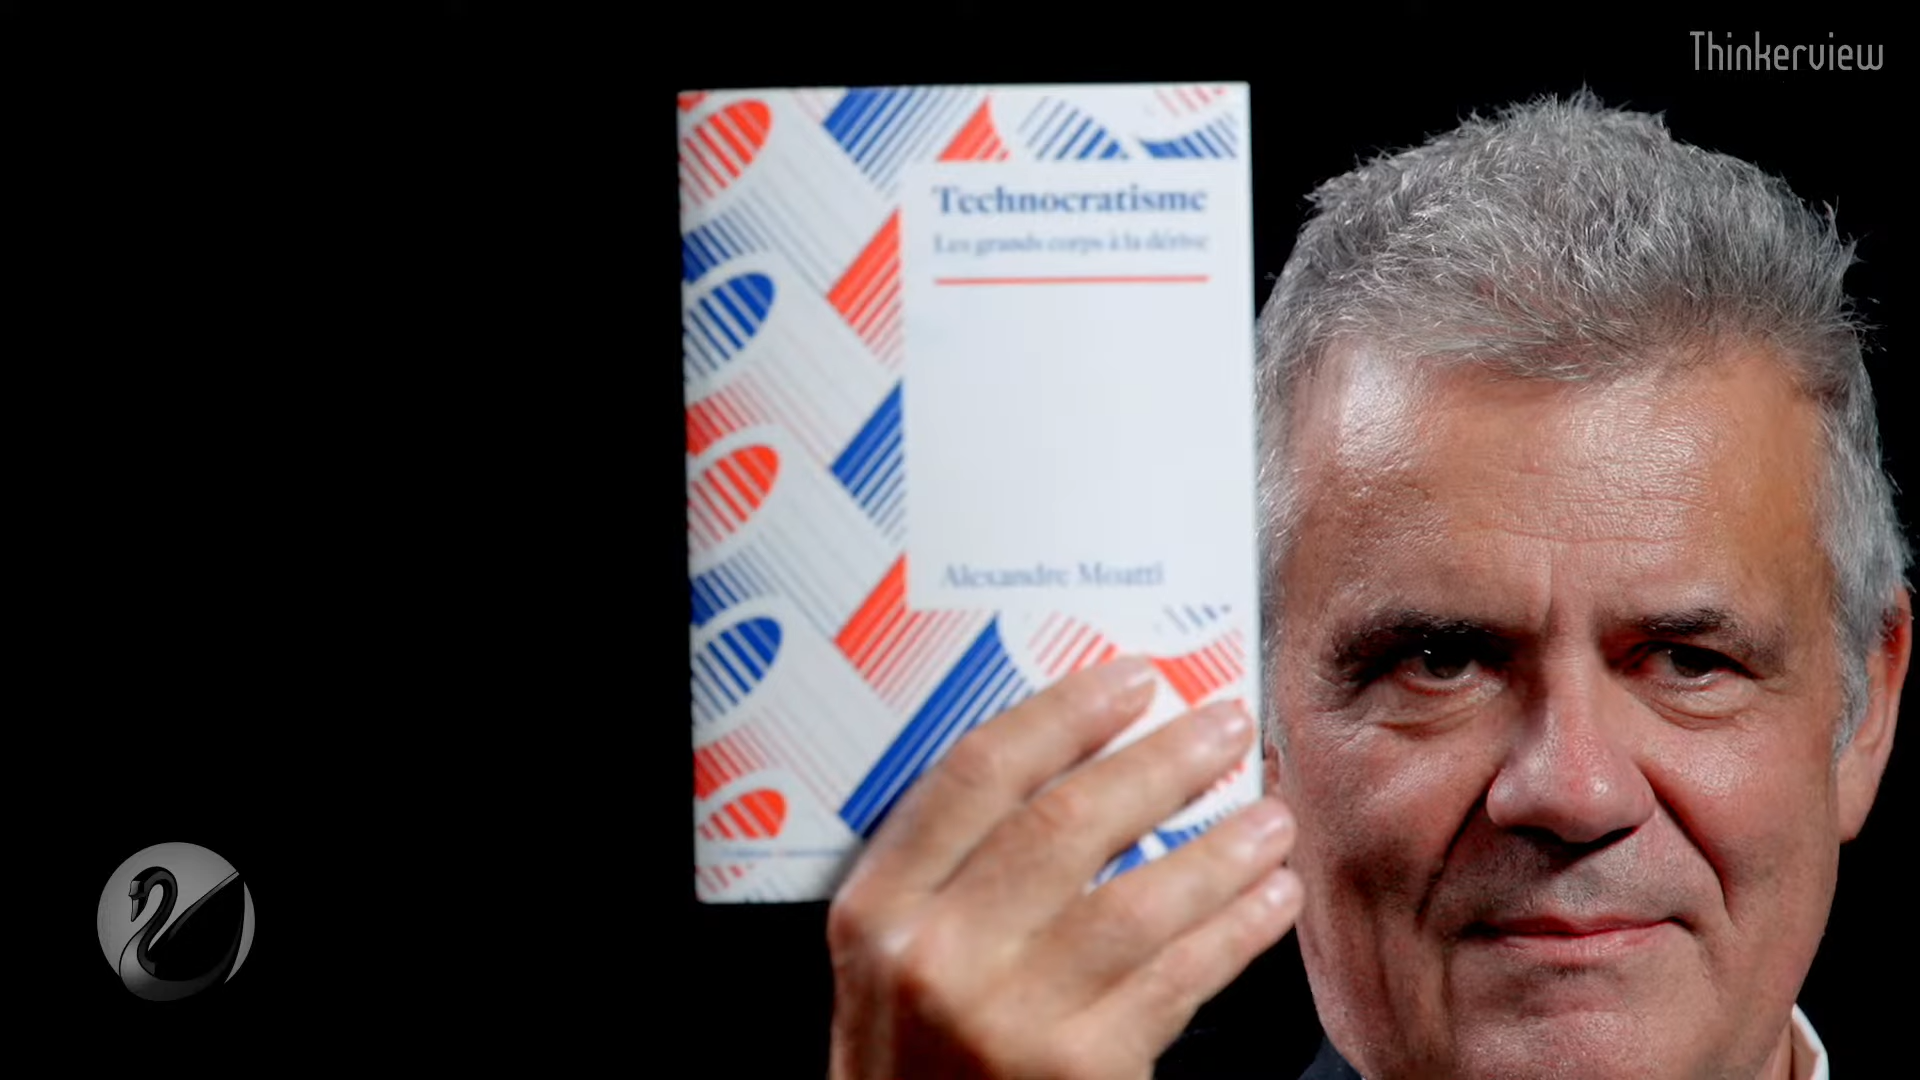 Thinkerview
Technocratisme
Les grands corps à la dérive
Alexandre Moatti